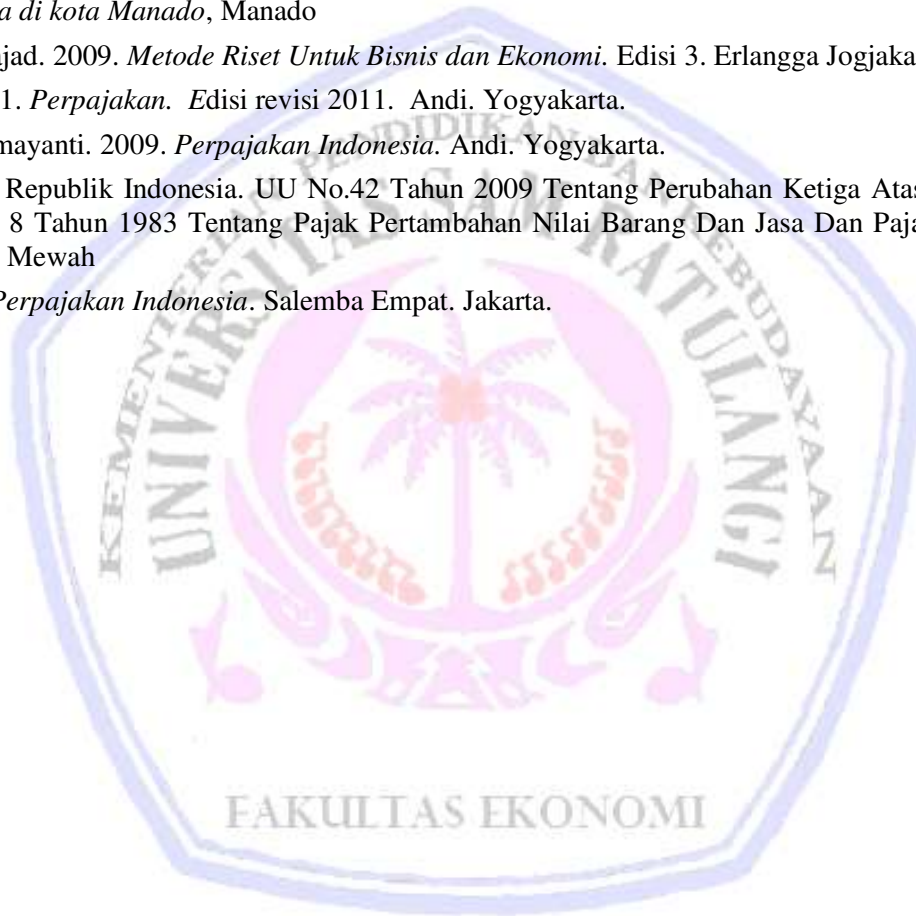 a di kota Manado, Manado
jad. 2009. Metode Riset Untuk Bisnis dan Ekonomi. Edisi 3. Erlangga Jogjaka
1. Perpajakan. Edisi revisi 2011. Andi. Yogyakarta.
mayanti. 2009. Perpajakan Indonesia. Andi. Yogyakarta.
Republik Indonesia. UU No.42 Tahun 2009 Tentang Perubahan Ketiga Atas
8 Tahun 1983 Tentang Pajak Pertambahan Nilai Barang Dan Jasa Dan Paja
Mewah
Perpajakan Indonesia. Salemba Empat. Jakarta.
KEMENTERIAN PENDIDIKAN DAN KEBUDAYAAN
UNIVERSITAS SAM RATULANGI
FAKULTAS EKONOMI